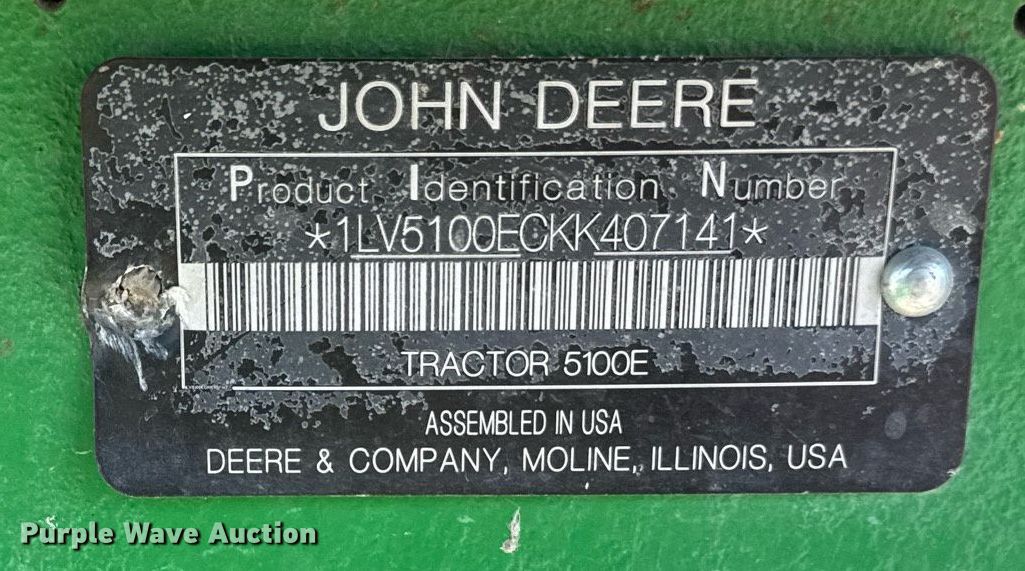 JOHN DEERE
Product Identification Number
*1LV5100ECKK407141*
TRACTOR 5100E
ASSEMBLED IN USA
DEERE & COMPANY, MOLINE, ILLINOIS, USA
Purple Wave Auction